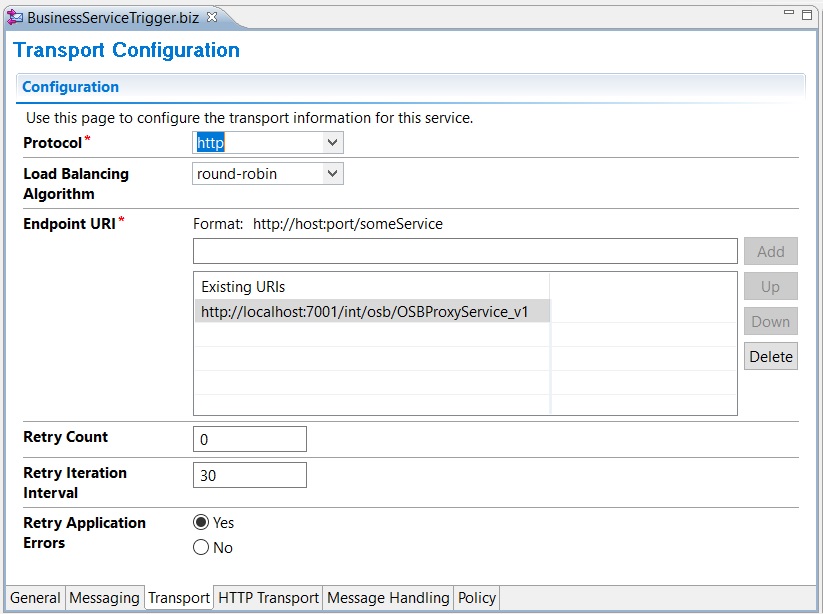 BusinessServiceTrigger.biz
Transport Configuration
Configuration
Use this page to configure the transport information for this service.
Protocol* http
Load Balancing Algorithm round-robin
Endpoint URI* Format: http://host:port/someService
Add
Existing URIs Up
http://localhost:7001/int/osb/OSBProxyService_v1
Down
Delete
Retry Count 0
Retry Iteration Interval 30
Retry Application Errors Yes
No
General Messaging Transport HTTP Transport Message Handling Policy